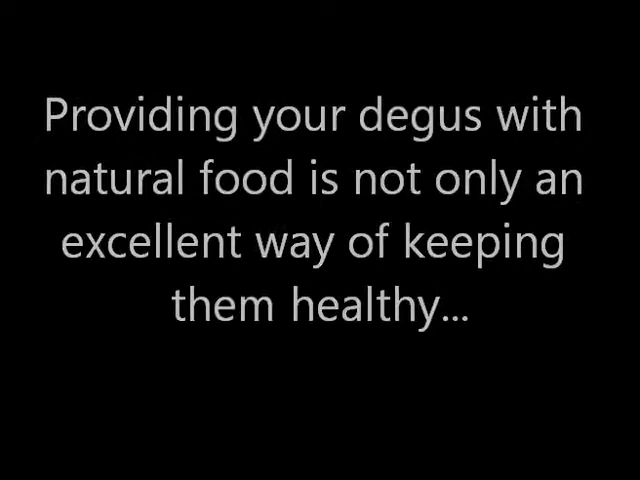 Providing your degus with
natural food is not only an
excellent way of keeping
them healthy...